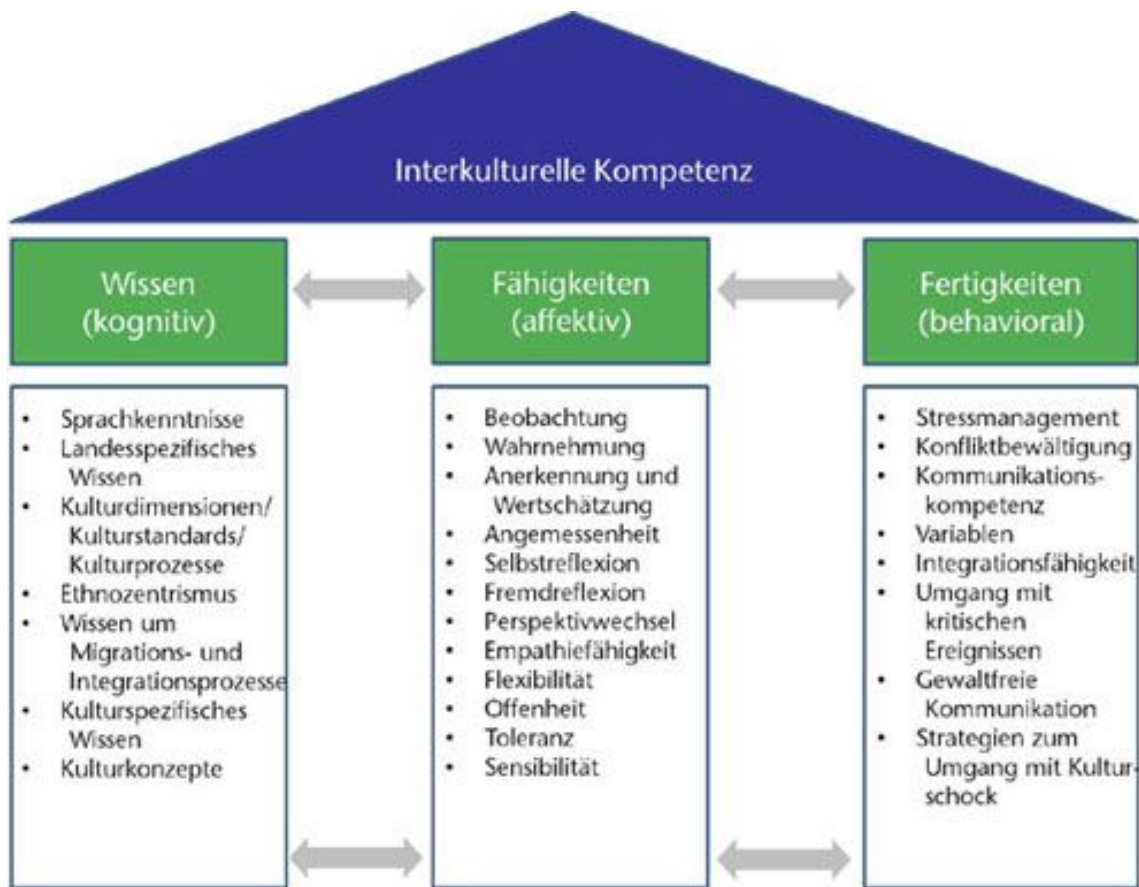 Interkulturelle Kompetenz
Wissen
(kognitiv)
Fähigkeiten
(affektiv)
Fertigkeiten
(behavioral)
• Sprachkenntnisse
• Landesspezifisches
Wissen
• Kulturdimensionen/
Kulturstandards/
Kulturprozesse
• Ethnozentrismus
• Wissen um
Migrations- und
Integrationsprozesse
• Kulturspezifisches
Wissen
• Kulturkonzepte
• Beobachtung
• Wahrnehmung
• Anerkennung und
Wertschätzung
• Angemessenheit
• Selbstreflexion
• Fremdreflexion
• Perspektivwechsel
• Empathiefähigkeit
• Flexibilität
• Offenheit
• Toleranz
• Sensibilität
• Stressmanagement
• Konfliktbewältigung
• Kommunikations-
kompetenz
• Variablen
• Integrationsfähigkeit
• Umgang mit
kritischen
Ereignissen
• Gewaltfreie
Kommunikation
• Strategien zum
Umgang mit Kultur-
schock